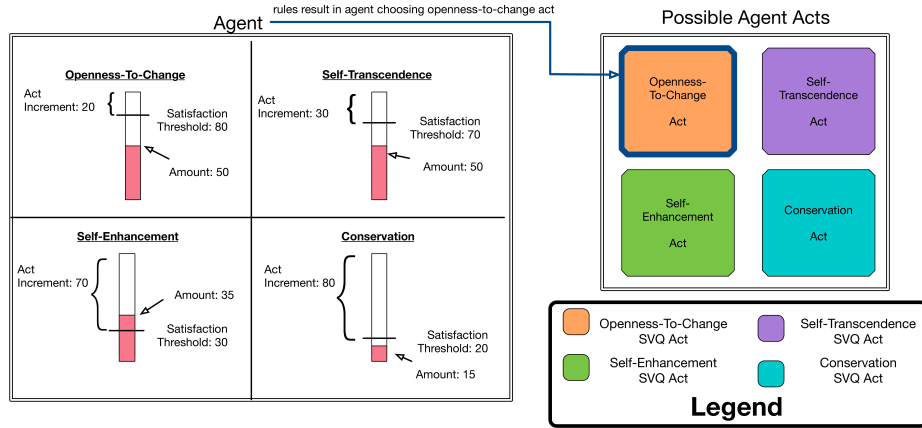 Agent
rules result in agent choosing openness-to-change act
Possible Agent Acts
Openness-To-Change
Act
Increment: 20
Satisfaction
Threshold: 80
Amount: 50
Self-Transcendence
Act
Increment: 30
Satisfaction
Threshold: 70
Amount: 50
Self-Enhancement
Act
Increment: 70
Amount: 35
Satisfaction
Threshold: 30
Conservation
Act
Increment: 80
Satisfaction
Threshold: 20
Amount: 15
Openness-
To-Change
Act
Self-
Transcendence
Act
Self-
Enhancement
Act
Conservation
Act
Openness-To-Change
SVQ Act
Self-Transcendence
SVQ Act
Self-Enhancement
SVQ Act
Conservation
SVQ Act
Legend